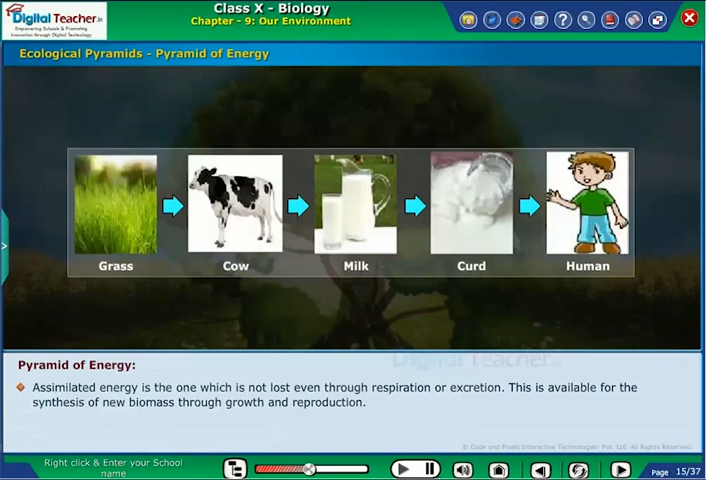 Digital Teacher.in
Empowering Schools & Promoting
Innovation through Digital Technology
Class X - Biology
Chapter - 9: Our Environment
Ecological Pyramids - Pyramid of Energy
Grass
Cow
Milk
Curd
Human
Digital Teacher.in
Pyramid of Energy:
Assimilated energy is the one which is not lost even through respiration or excretion. This is available for the
synthesis of new biomass through growth and reproduction.
© Code and Pixels Interactive Technologies Pvt. Ltd. All Rights Reserved.
Right click & Enter your School
name
Page 15/37